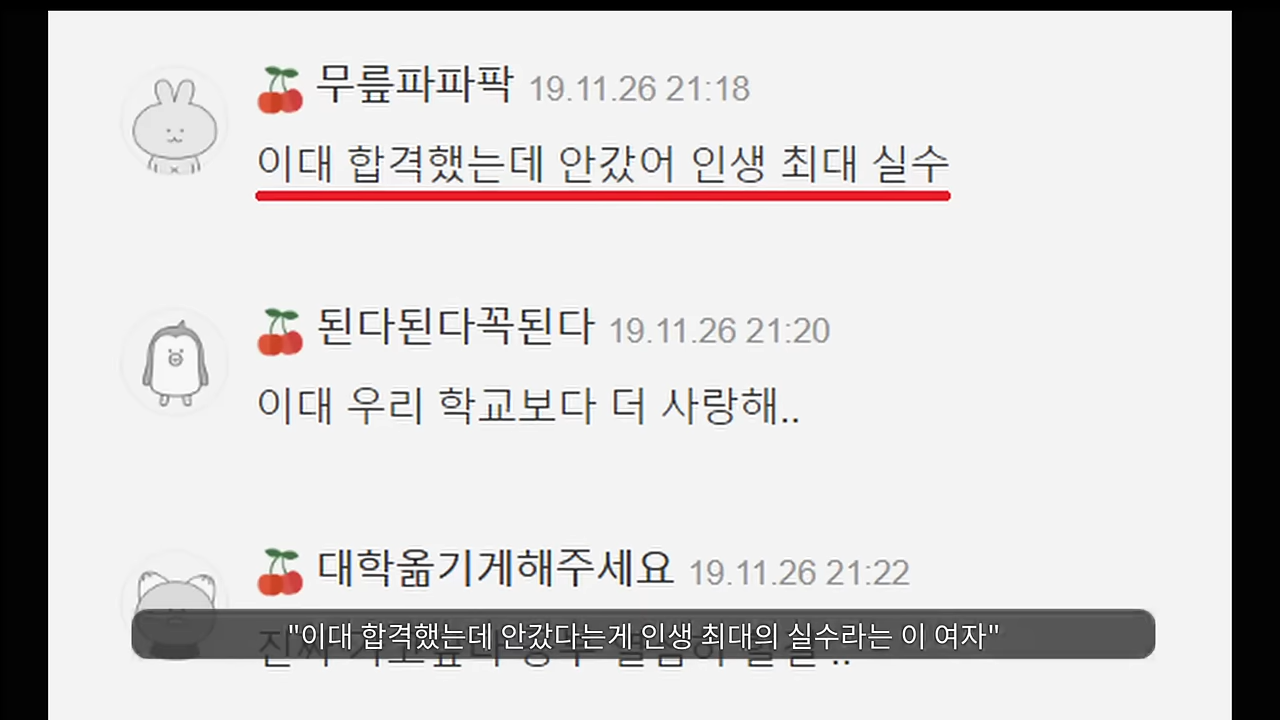 무릎파파팍 19.11.26 21:18
이대 합격했는데 안갔어 인생 최대 실수
된다된다꼭된다 19.11.26 21:20
이대 우리 학교보다 더 사랑해..
대학옮기게해주세요 19.11.26 21:22
"이대 합격했는데 안갔다는게 인생 최대의 실수라는 이 여자"